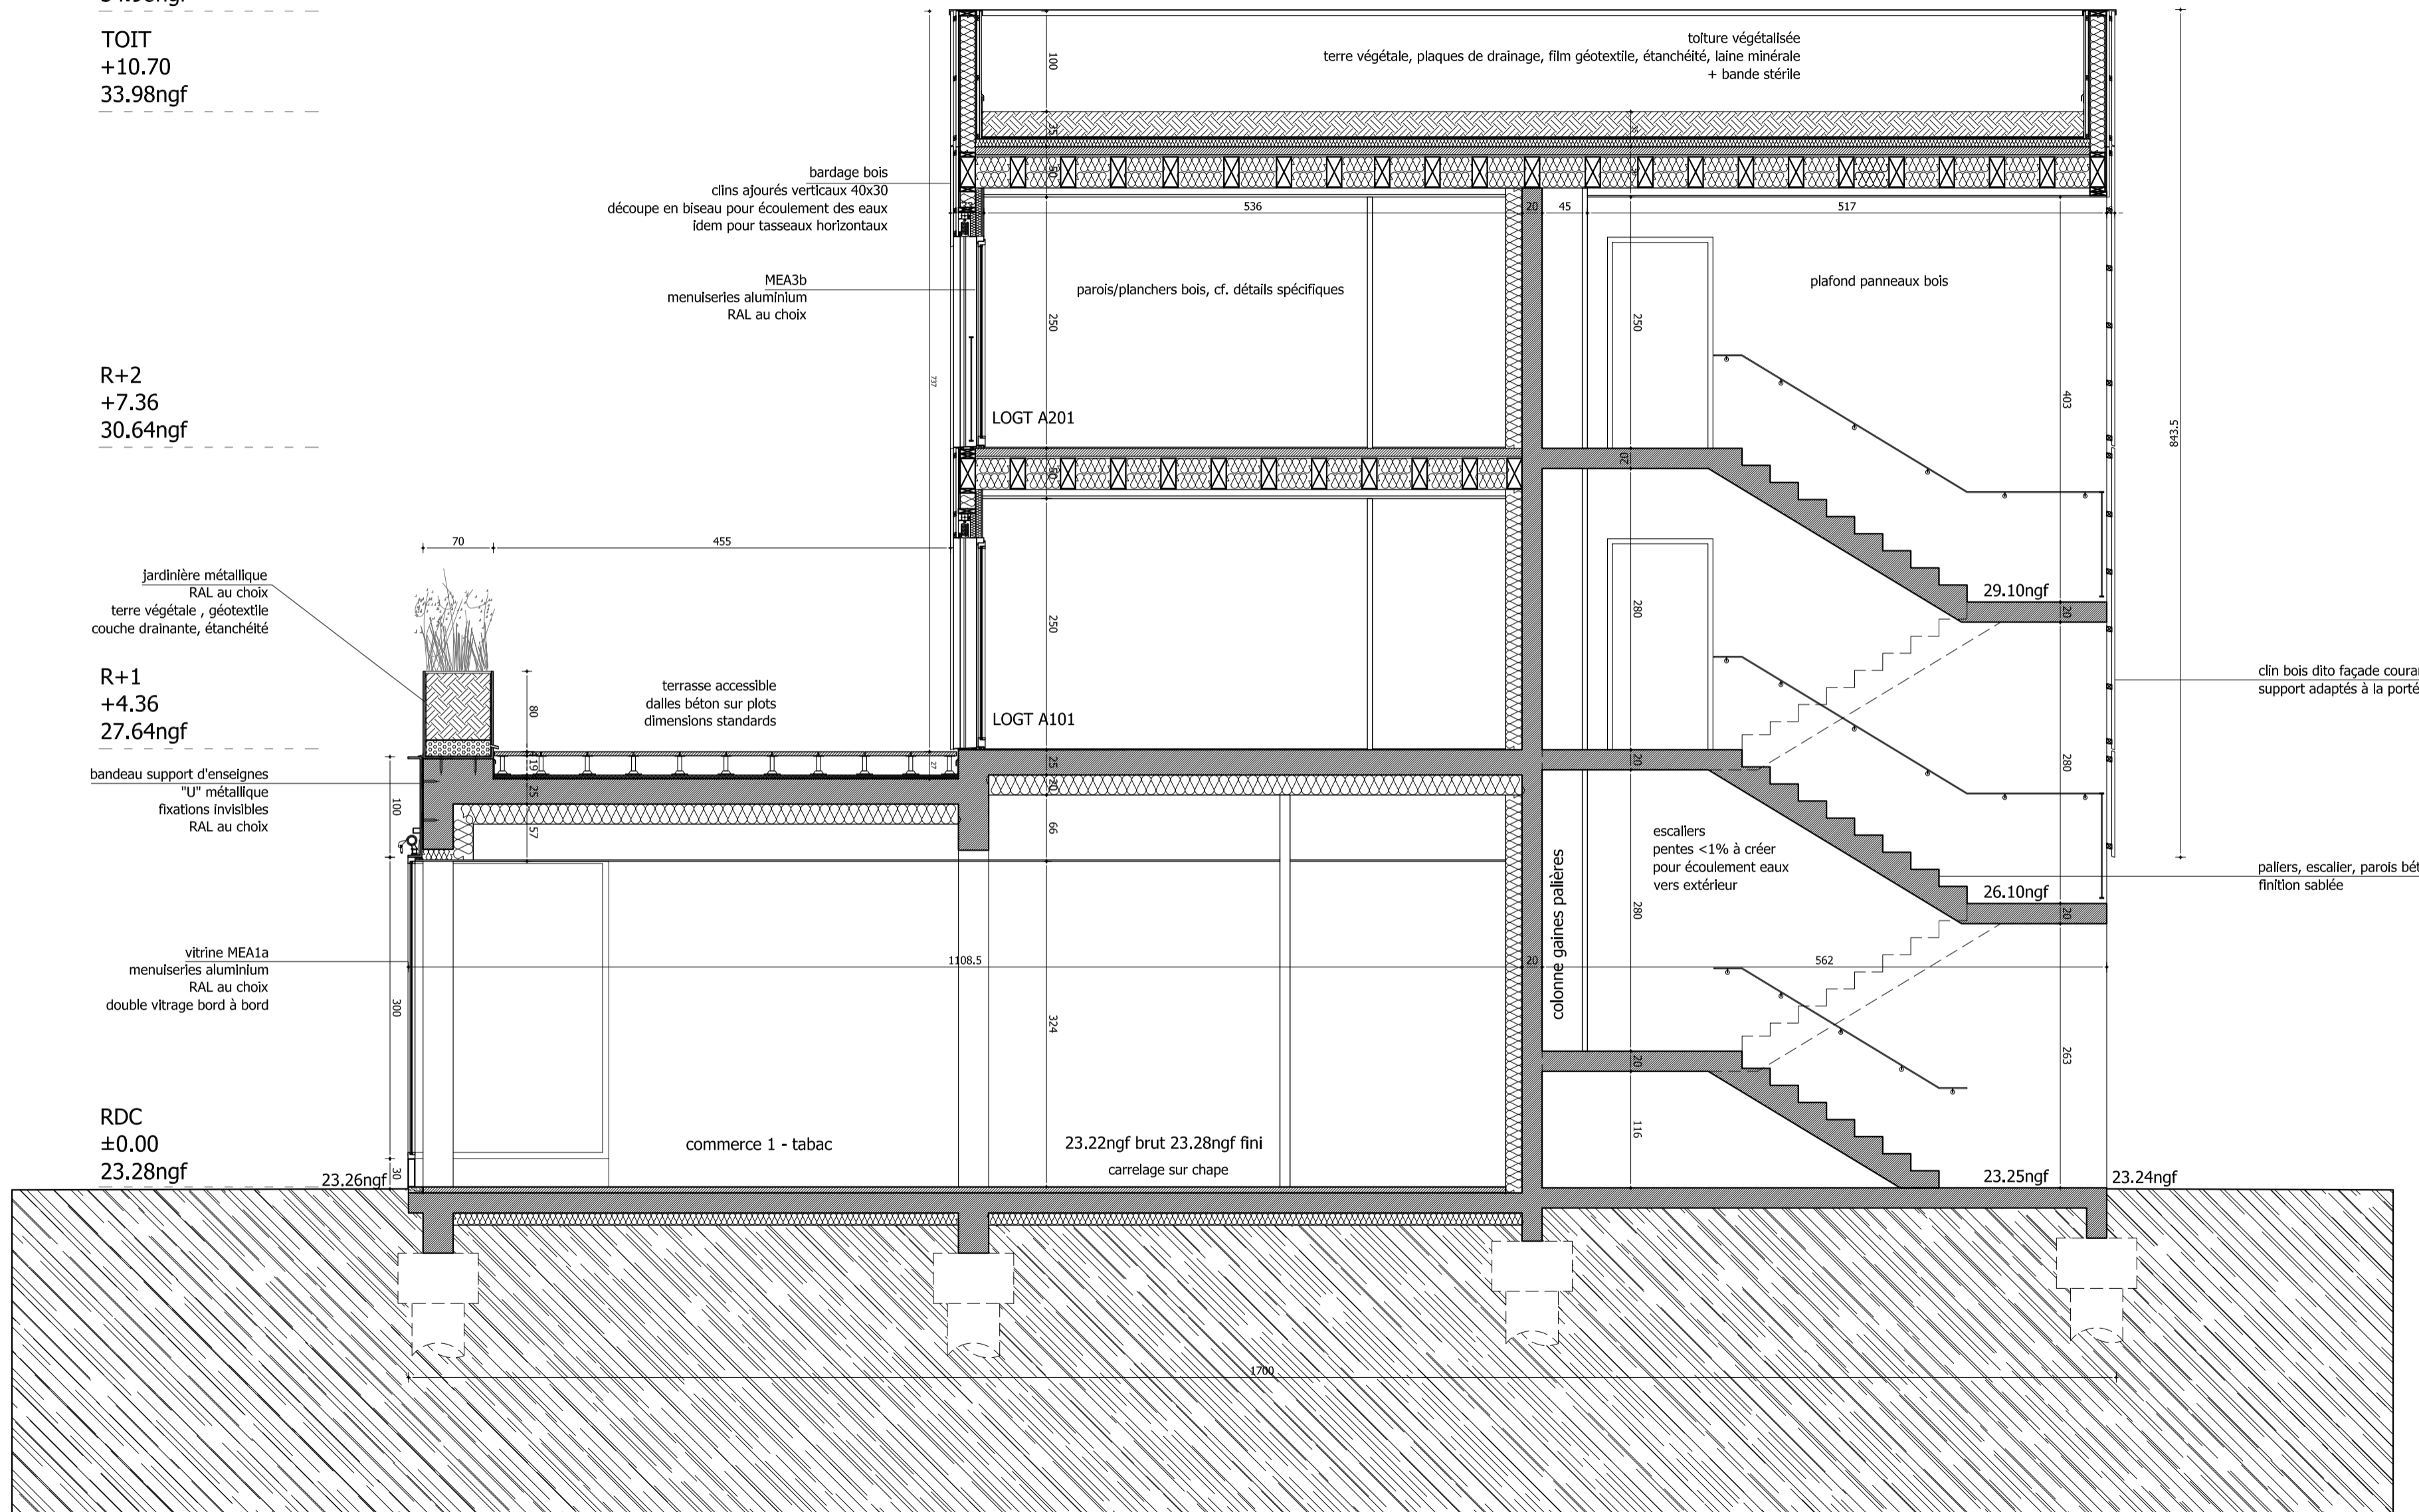 TOIT
+10.70
33.98ngf
R+2
+7.36
30.64ngf
R+1
+4.36
27.64ngf
RDC
±0.00
23.28ngf
toiture végétalisée
terre végétale, plaques de drainage, film géotextile, étanchéité, laine minérale
+ bande stérile
bardage bois
clins ajourés verticaux 40x30
découpe en biseau pour écoulement des eaux
idem pour tasseaux horizontaux
MEA3b
menuiseries aluminium
RAL au choix
parois/planchers bois, cf. détails spécifiques
plafond panneaux bois
LOGT A201
jardinière métallique
RAL au choix
terre végétale , géotextile
couche drainante, étanchéité
terrasse accessible
dalles béton sur plots
dimensions standards
LOGT A101
bandeau support d'enseignes
"U" métallique
fixations invisibles
RAL au choix
vitrine MEA1a
menuiseries aluminium
RAL au choix
double vitrage bord à bord
commerce 1 - tabac
23.22ngf brut 23.28ngf fini
carrelage sur chape
colonne gaines palières
escaliers
pentes <1% à créer
pour écoulement eaux
vers extérieur
29.10ngf
26.10ngf
23.25ngf
23.24ngf
23.26ngf
clin bois dito façade coura
support adaptés à la porté
paliers, escalier, parois bé
finition sablée
100
35
50
536
20
45
517
250
250
403
843.5
737
50
20
70
455
250
280
20
280
80
19
25
57
27
25
20
66
20
280
20
100
300
30
1108.5
20
562
324
20
263
116
1700